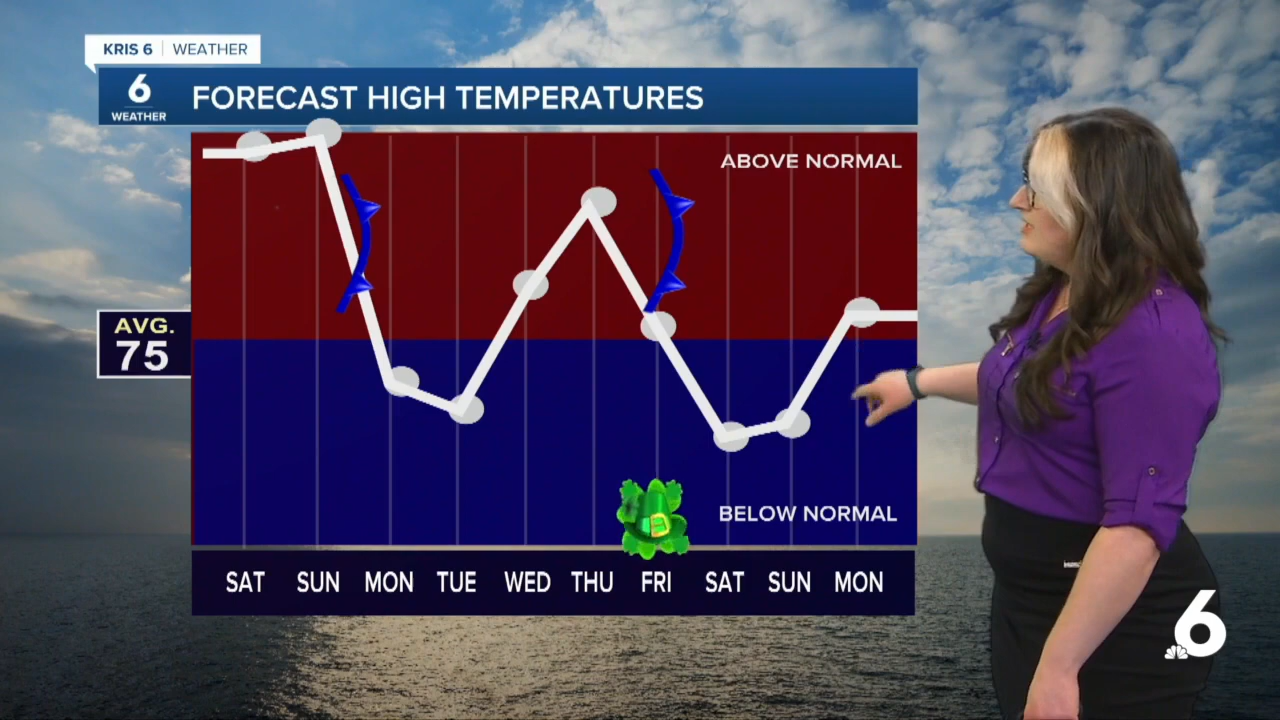 KRIS 6 WEATHER
6
WEATHER
FORECAST HIGH TEMPERATURES
ABOVE NORMAL
AVG.
75
BELOW NORMAL
SAT SUN MON TUE WED THU FRI SAT SUN MON
6